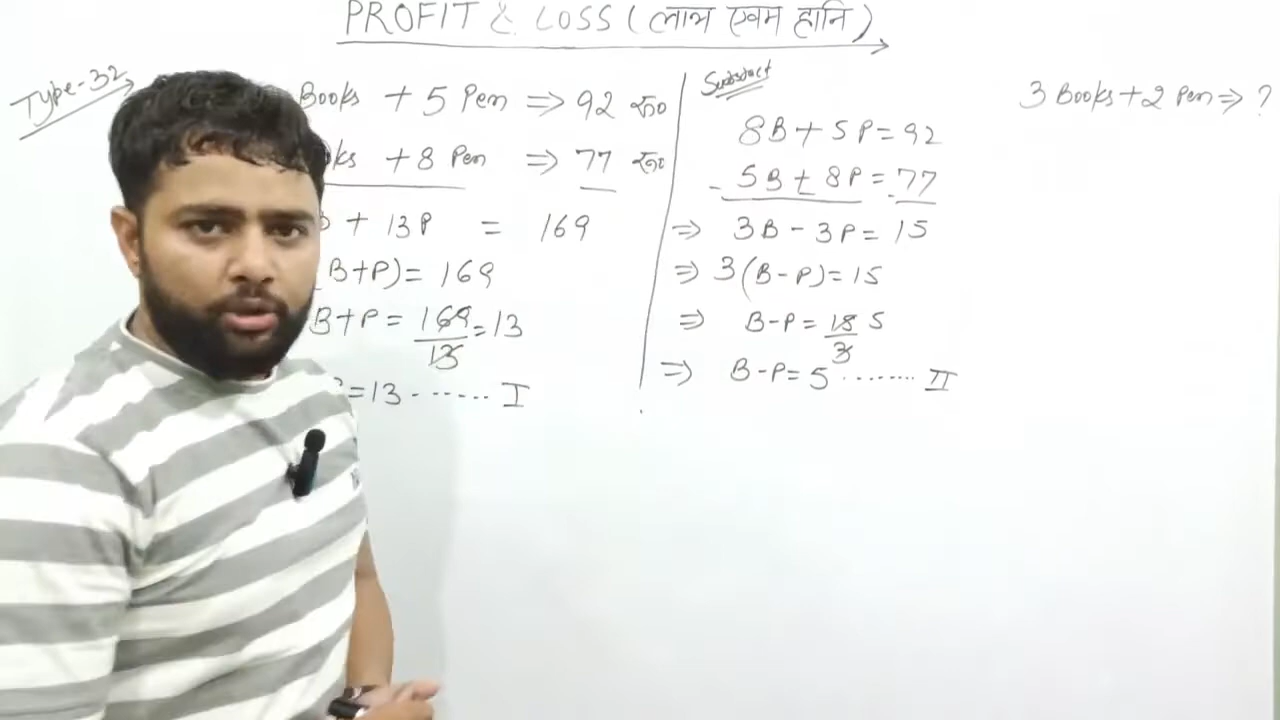 PROFIT & LOSS (लाभ एवम हानि)
Type-32
Books + 5 Pen ⇒ 92 रू०
ks + 8 Pen ⇒ 77 रू०
+ 13P = 169
(B+P) = 169
B+P = 169/13 = 13
=13 ------ I
Substract
8B + 5P = 92
- 5B + 8P = 77
⇒ 3B - 3P = 15
⇒ 3(B-P) = 15
⇒ B-P = 15/3 5
⇒ B-P = 5 ........ II
3 Books + 2 Pen ⇒ ?